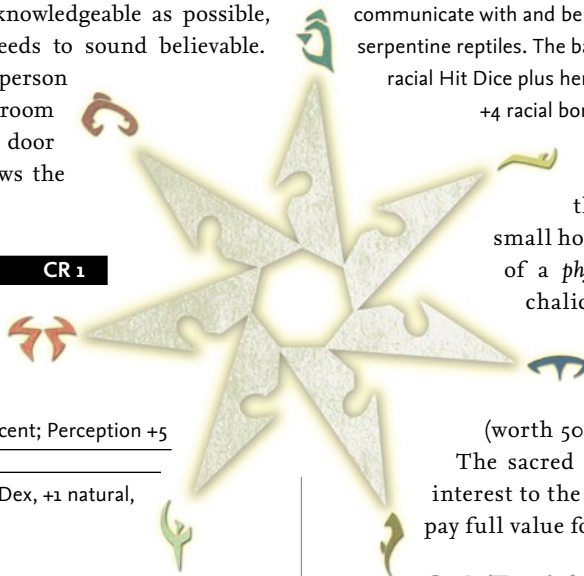 knowledgeable as possible,
eeds to sound believable.
person
room
door
ws the
CR 1
cent; Perception +5
Dex, +1 natural,
communicate with and be
serpentine reptiles. The ba
racial Hit Dice plus her
+4 racial bon
th
small ho
of a phy
chalic
(worth 50
The sacred
interest to the
pay full value fo